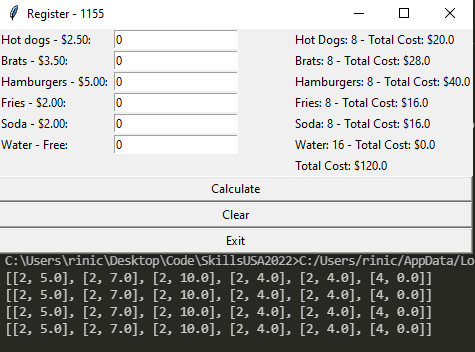 Register - 1155
Hot dogs - $2.50: 0 Hot Dogs: 8 - Total Cost: $20.0
Brats - $3.50: 0 Brats: 8 - Total Cost: $28.0
Hamburgers - $5.00: 0 Hamburgers: 8 - Total Cost: $40.0
Fries - $2.00: 0 Fries: 8 - Total Cost: $16.0
Soda - $2.00: 0 Soda: 8 - Total Cost: $16.0
Water - Free: 0 Water: 16 - Total Cost: $0.0
Total Cost: $120.0
Calculate
Clear
Exit
C:\Users\rinic\Desktop\Code\SkillsUSA2022>C:/Users/rinic/AppData/Lo
[[2, 5.0], [2, 7.0], [2, 10.0], [2, 4.0], [2, 4.0], [4, 0.0]]
[[2, 5.0], [2, 7.0], [2, 10.0], [2, 4.0], [2, 4.0], [4, 0.0]]
[[2, 5.0], [2, 7.0], [2, 10.0], [2, 4.0], [2, 4.0], [4, 0.0]]
[[2, 5.0], [2, 7.0], [2, 10.0], [2, 4.0], [2, 4.0], [4, 0.0]]